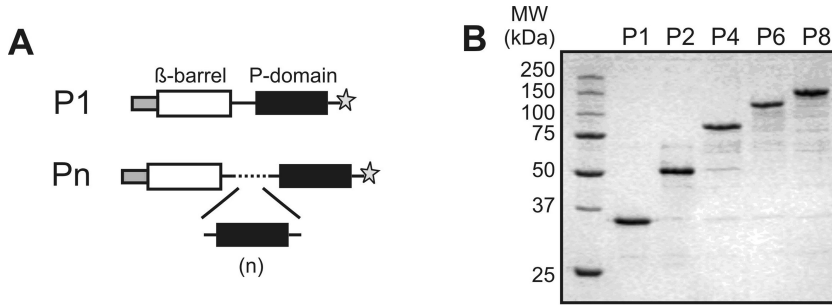 A
ß-barrel P-domain
P1
Pn
(n)
B
MW
(kDa)
P1 P2 P4 P6 P8
250
150
100
75
50
37
25